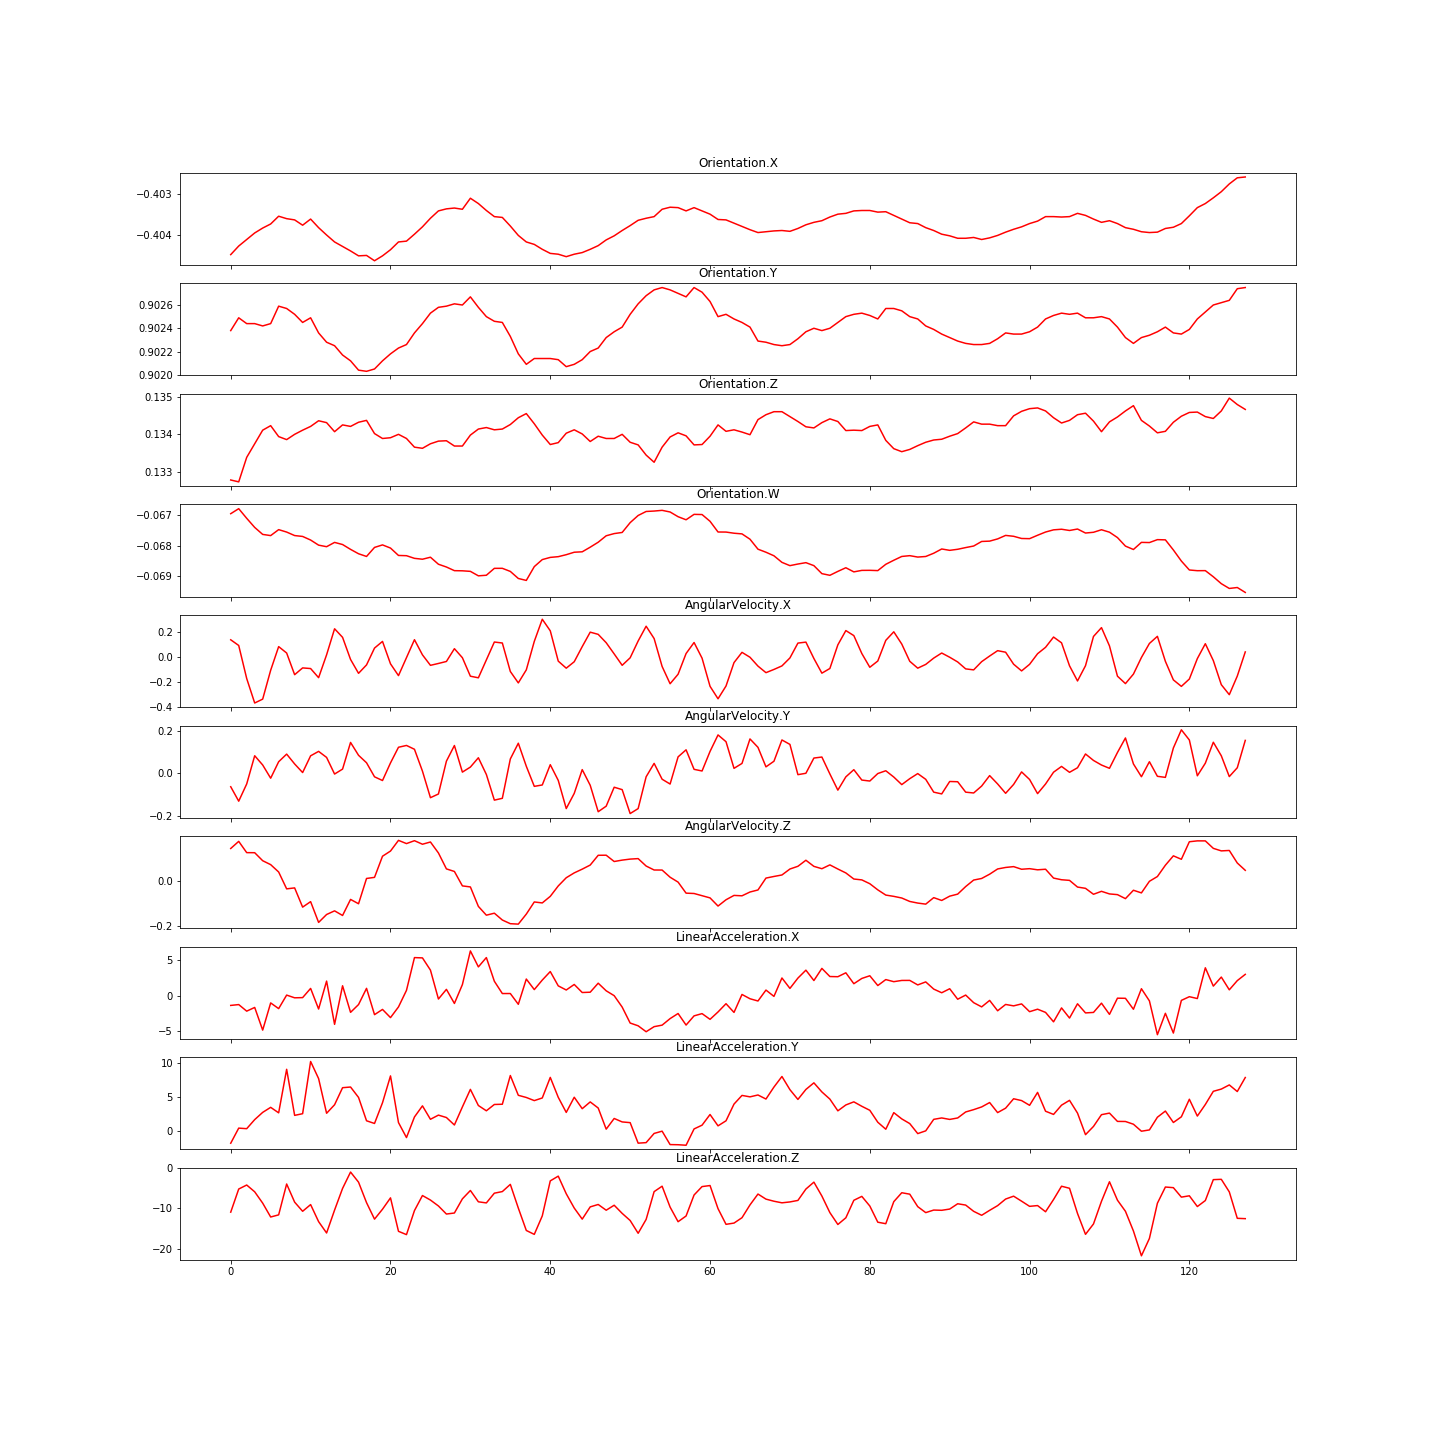 Orientation.X
−0.403
−0.404
Orientation.Y
0.9026
0.9024
0.9022
0.9020
Orientation.Z
0.135
0.134
0.133
Orientation.W
−0.067
−0.068
−0.069
AngularVelocity.X
0.2
0.0
−0.2
−0.4
AngularVelocity.Y
0.2
0.0
−0.2
AngularVelocity.Z
0.0
−0.2
LinearAcceleration.X
5
0
−5
LinearAcceleration.Y
10
5
0
LinearAcceleration.Z
0
−10
−20
0 20 40 60 80 100 120